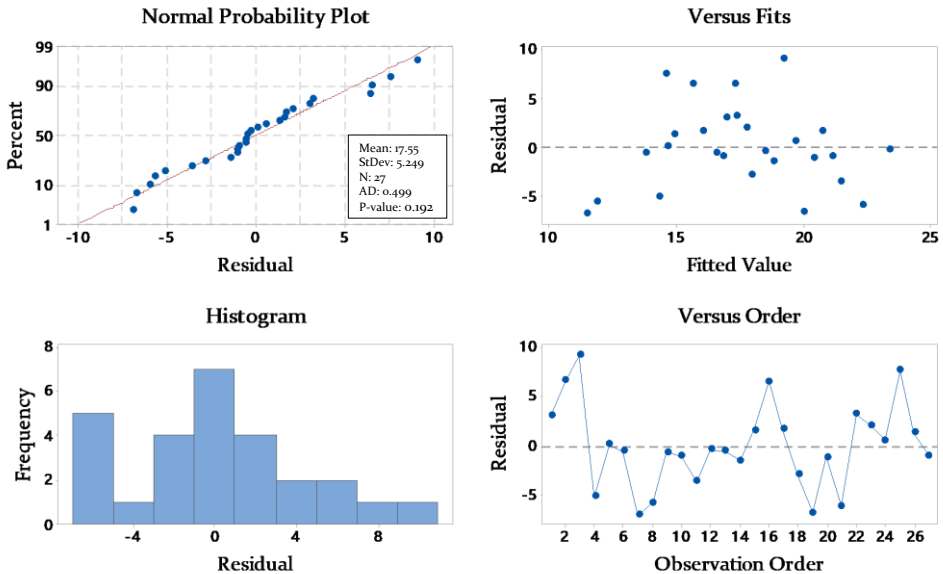 Normal Probability Plot
Percent
99
90
50
10
1
-10
-5
0
5
10
Residual
Mean: 17.55
StDev: 5.249
N: 27
AD: 0.499
P-value: 0.192
Versus Fits
Residual
10
5
0
-5
10
15
20
25
Fitted Value
Histogram
Frequency
8
6
4
2
0
-4
0
4
8
Residual
Versus Order
Residual
10
5
0
-5
2
4
6
8
10
12
14
16
18
20
22
24
26
Observation Order